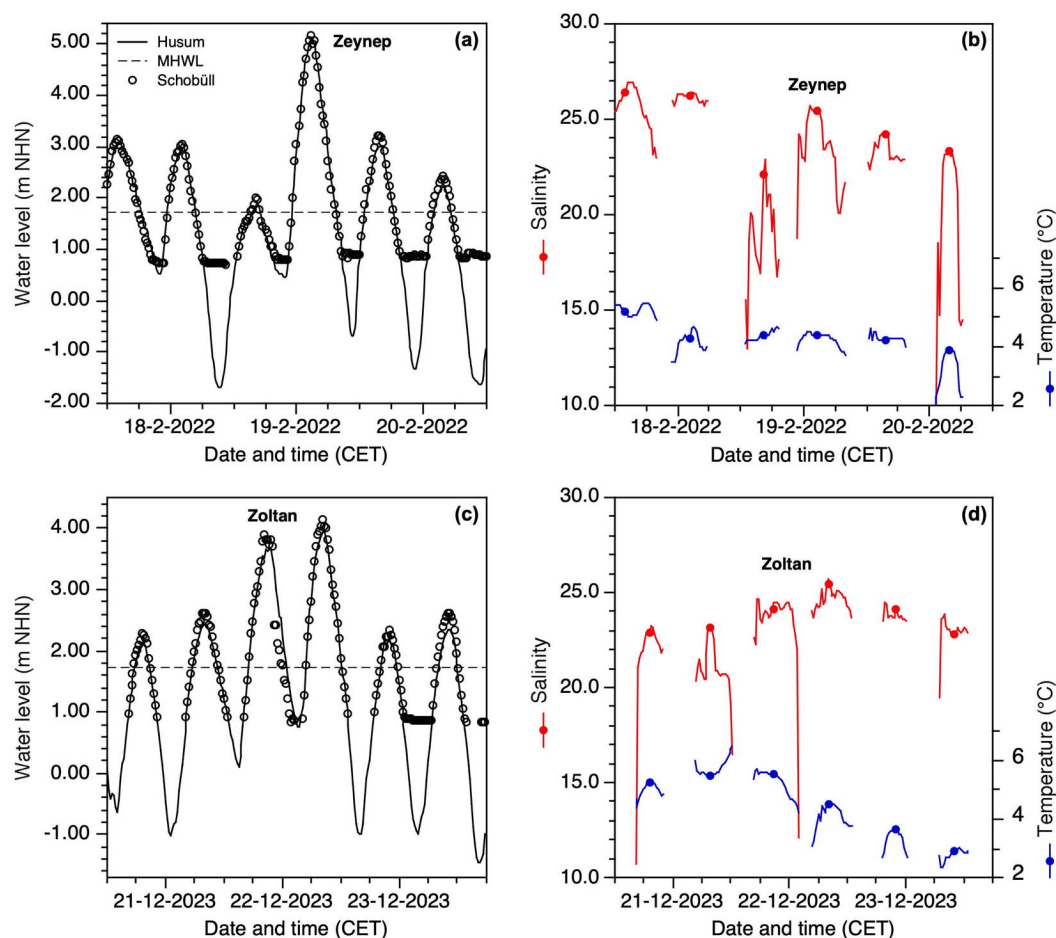 (a)
Zeynep
Husum
MHWL
Schobüll
Water level (m NHN)
5.00
4.00
3.00
2.00
1.00
0.00
-1.00
-2.00
18-2-2022
19-2-2022
20-2-2022
Date and time (CET)
(b)
Zeynep
Salinity
30.0
25.0
20.0
15.0
10.0
Temperature (°C)
6
4
2
18-2-2022
19-2-2022
20-2-2022
Date and time (CET)
(c)
Zoltan
Water level (m NHN)
4.00
3.00
2.00
1.00
0.00
-1.00
21-12-2023
22-12-2023
23-12-2023
Date and time (CET)
(d)
Zoltan
Salinity
30.0
25.0
20.0
15.0
10.0
Temperature (°C)
6
4
2
21-12-2023
22-12-2023
23-12-2023
Date and time (CET)